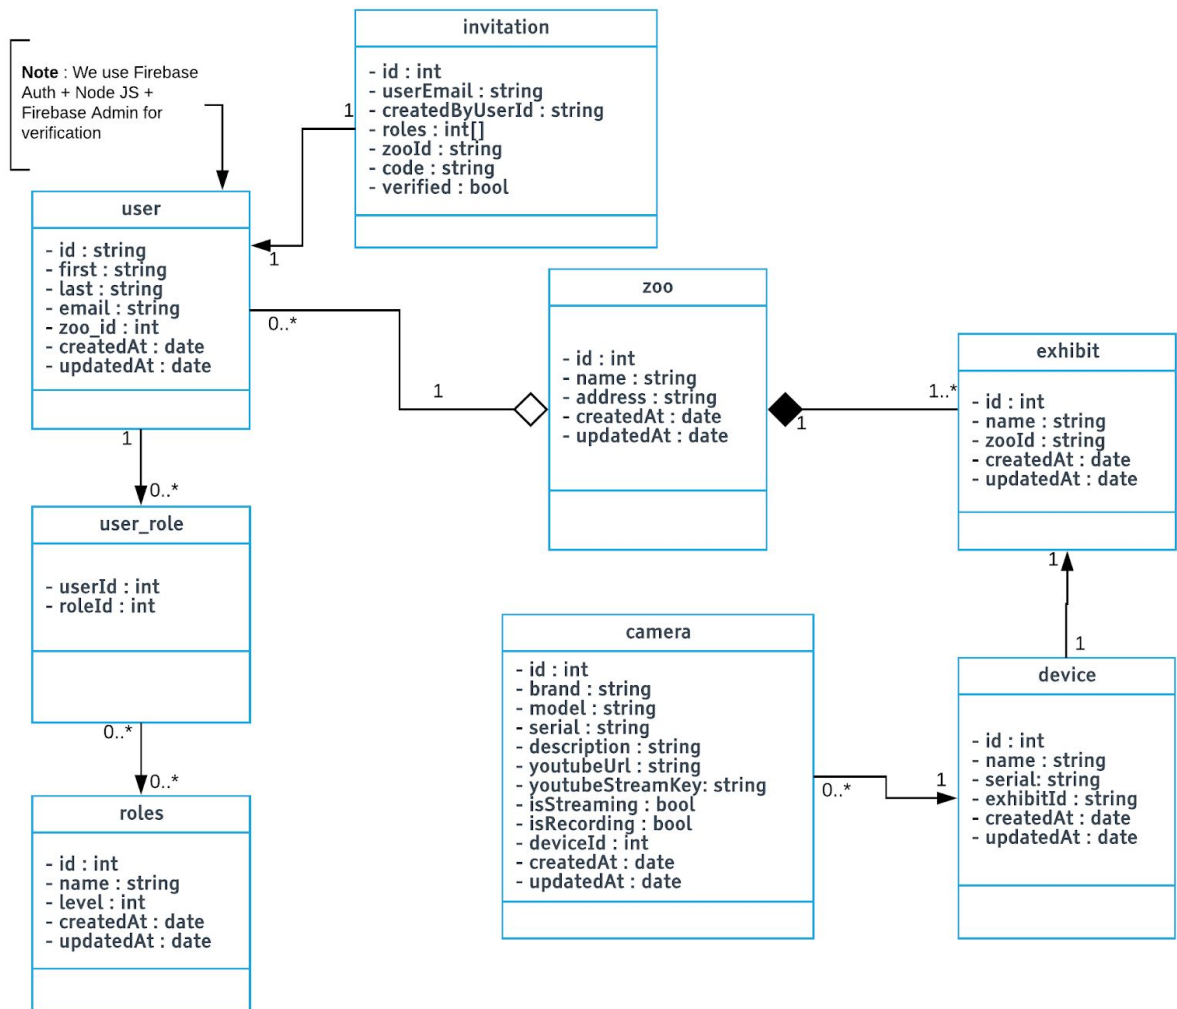 Note : We use Firebase
Auth + Node JS +
Firebase Admin for
verification
invitation
- id : int
- userEmail : string
- createdByUserId : string
- roles : int[]
- zooId : string
- code : string
- verified : bool
1
1
user
- id : string
- first : string
- last : string
- email : string
- zoo_id : int
- createdAt : date
- updatedAt : date
0..*
1
zoo
- id : int
- name : string
- address : string
- createdAt : date
- updatedAt : date
1
1..*
exhibit
- id : int
- name : string
- zooId : string
- createdAt : date
- updatedAt : date
1
0..*
user_role
- userId : int
- roleId : int
0..*
0..*
roles
- id : int
- name : string
- level : int
- createdAt : date
- updatedAt : date
camera
- id : int
- brand : string
- model : string
- serial : string
- description : string
- youtubeUrl : string
- youtubeStreamKey: string
- isStreaming : bool
- isRecording : bool
- deviceId : int
- createdAt : date
- updatedAt : date
0..*
1
1
1
device
- id : int
- name : string
- serial: string
- exhibitId : string
- createdAt : date
- updatedAt : date